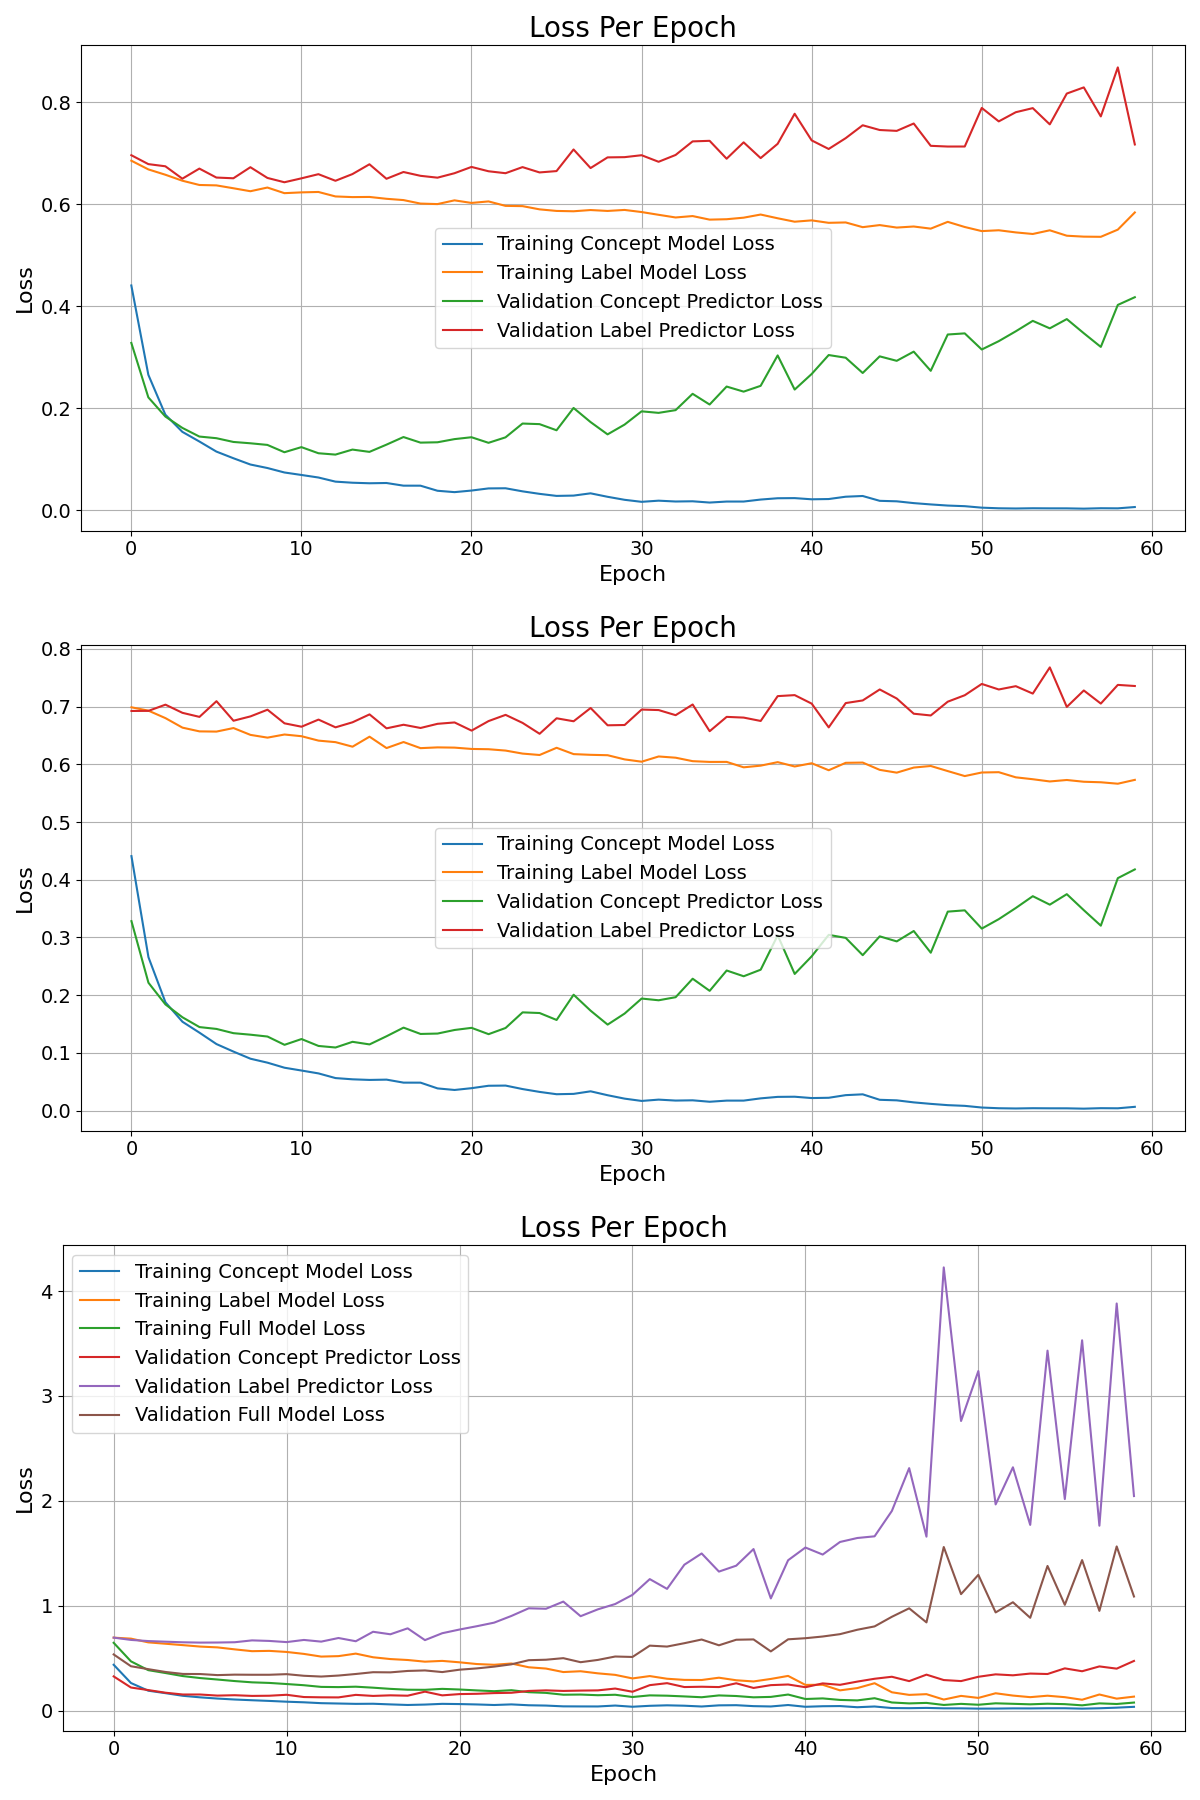 Loss Per Epoch
0.8
0.6
0.4
0.2
0.0
Loss
Training Concept Model Loss
Training Label Model Loss
Validation Concept Predictor Loss
Validation Label Predictor Loss
0 10 20 30 40 50 60
Epoch
Loss Per Epoch
0.8
0.7
0.6
0.5
0.4
0.3
0.2
0.1
0.0
Loss
Training Concept Model Loss
Training Label Model Loss
Validation Concept Predictor Loss
Validation Label Predictor Loss
0 10 20 30 40 50 60
Epoch
Loss Per Epoch
Training Concept Model Loss
Training Label Model Loss
Training Full Model Loss
Validation Concept Predictor Loss
Validation Label Predictor Loss
Validation Full Model Loss
4
3
2
1
0
Loss
0 10 20 30 40 50 60
Epoch